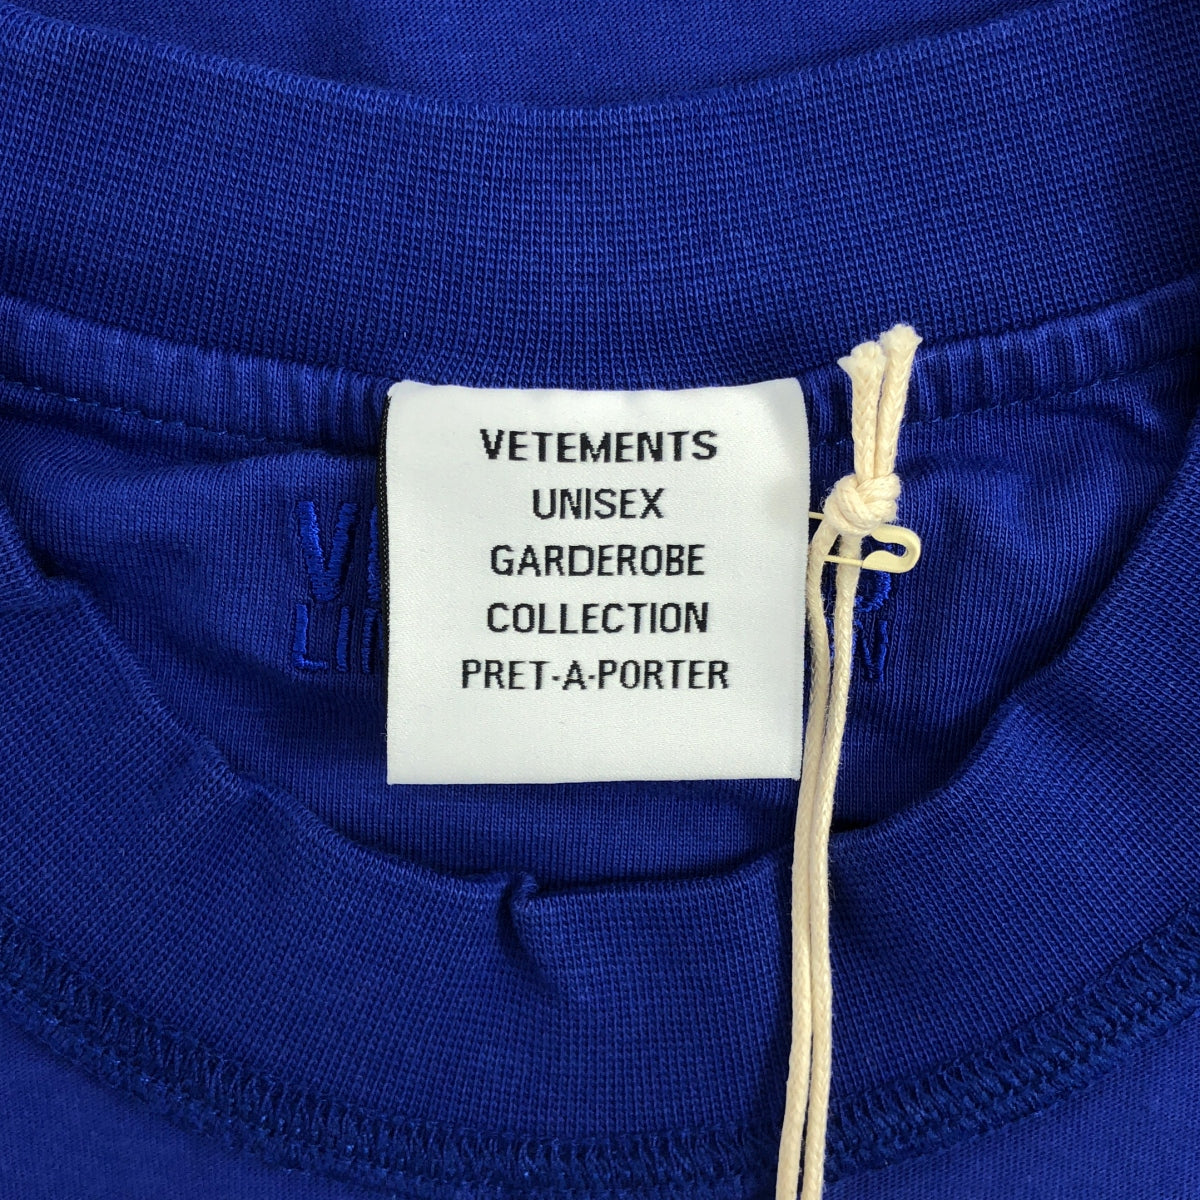 VETEMENTS
UNISEX
GARDEROBE
COLLECTION
PRET-A-PORTER